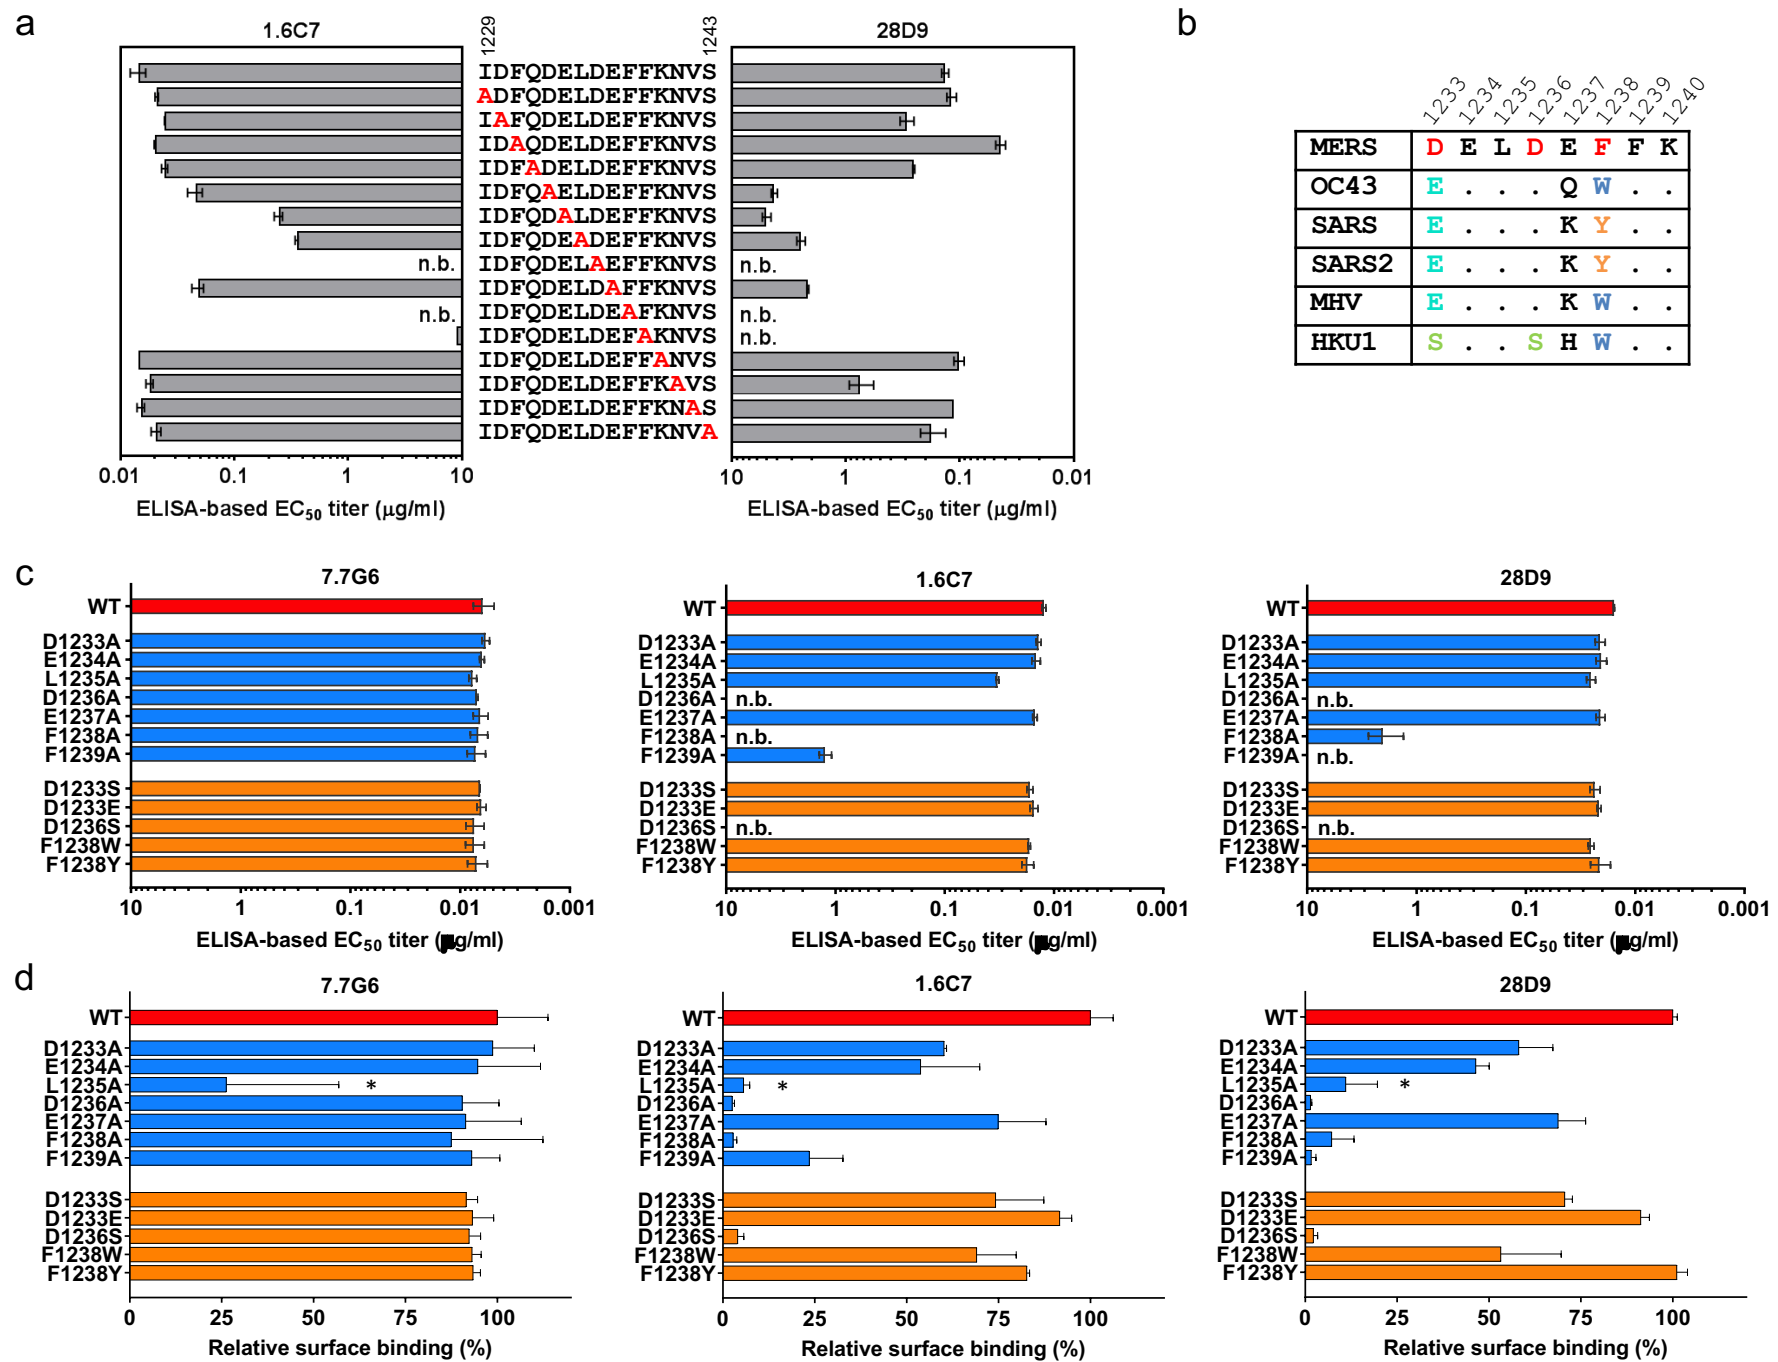 a
1.6C7
1229
1243
28D9
IDFQDELDEFFKNVS
ADFQDELDEFFKNVS
IAFQDELDEFFKNVS
IDAQDELDEFFKNVS
IDFADELDEFFKNVS
IDFQAELDEFFKNVS
IDFQDALDEFFKNVS
IDFQDEADEFFKNVS
n.b. IDFQDELAEFFKNVS n.b.
IDFQDELDAFFKNVS
n.b. IDFQDELDEAFKNVS n.b.
IDFQDELDEFAKNVS n.b.
IDFQDELDEFFANVS
IDFQDELDEFFKAVS
IDFQDELDEFFKNAS
IDFQDELDEFFKNVA
0.01 0.1 1 10
ELISA-based EC50 titer (µg/ml)
10 1 0.1 0.01
ELISA-based EC50 titer (µg/ml)
b
1233 1234 1235 1236 1237 1238 1239 1240
MERS D E L D E F F K
OC43 E . . . Q W . .
SARS E . . . K Y . .
SARS2 E . . . K Y . .
MHV E . . . K W . .
HKU1 S . . S H W . .
c
7.7G6
WT
D1233A
E1234A
L1235A
D1236A
E1237A
F1238A
F1239A
D1233S
D1233E
D1236S
F1238W
F1238Y
10 1 0.1 0.01 0.001
ELISA-based EC50 titer (µg/ml)
1.6C7
WT
D1233A
E1234A
L1235A
D1236A n.b.
E1237A
F1238A n.b.
F1239A
D1233S
D1233E
D1236S n.b.
F1238W
F1238Y
10 1 0.1 0.01 0.001
ELISA-based EC50 titer (µg/ml)
28D9
WT
D1233A
E1234A
L1235A
D1236A n.b.
E1237A
F1238A
F1239A n.b.
D1233S
D1233E
D1236S n.b.
F1238W
F1238Y
10 1 0.1 0.01 0.001
ELISA-based EC50 titer (µg/ml)
d
7.7G6
WT
D1233A
E1234A
L1235A *
D1236A
E1237A
F1238A
F1239A
D1233S
D1233E
D1236S
F1238W
F1238Y
0 25 50 75 100
Relative surface binding (%)
1.6C7
WT
D1233A
E1234A
L1235A *
D1236A
E1237A
F1238A
F1239A
D1233S
D1233E
D1236S
F1238W
F1238Y
0 25 50 75 100
Relative surface binding (%)
28D9
WT
D1233A
E1234A
L1235A *
D1236A
E1237A
F1238A
F1239A
D1233S
D1233E
D1236S
F1238W
F1238Y
0 25 50 75 100
Relative surface binding (%)